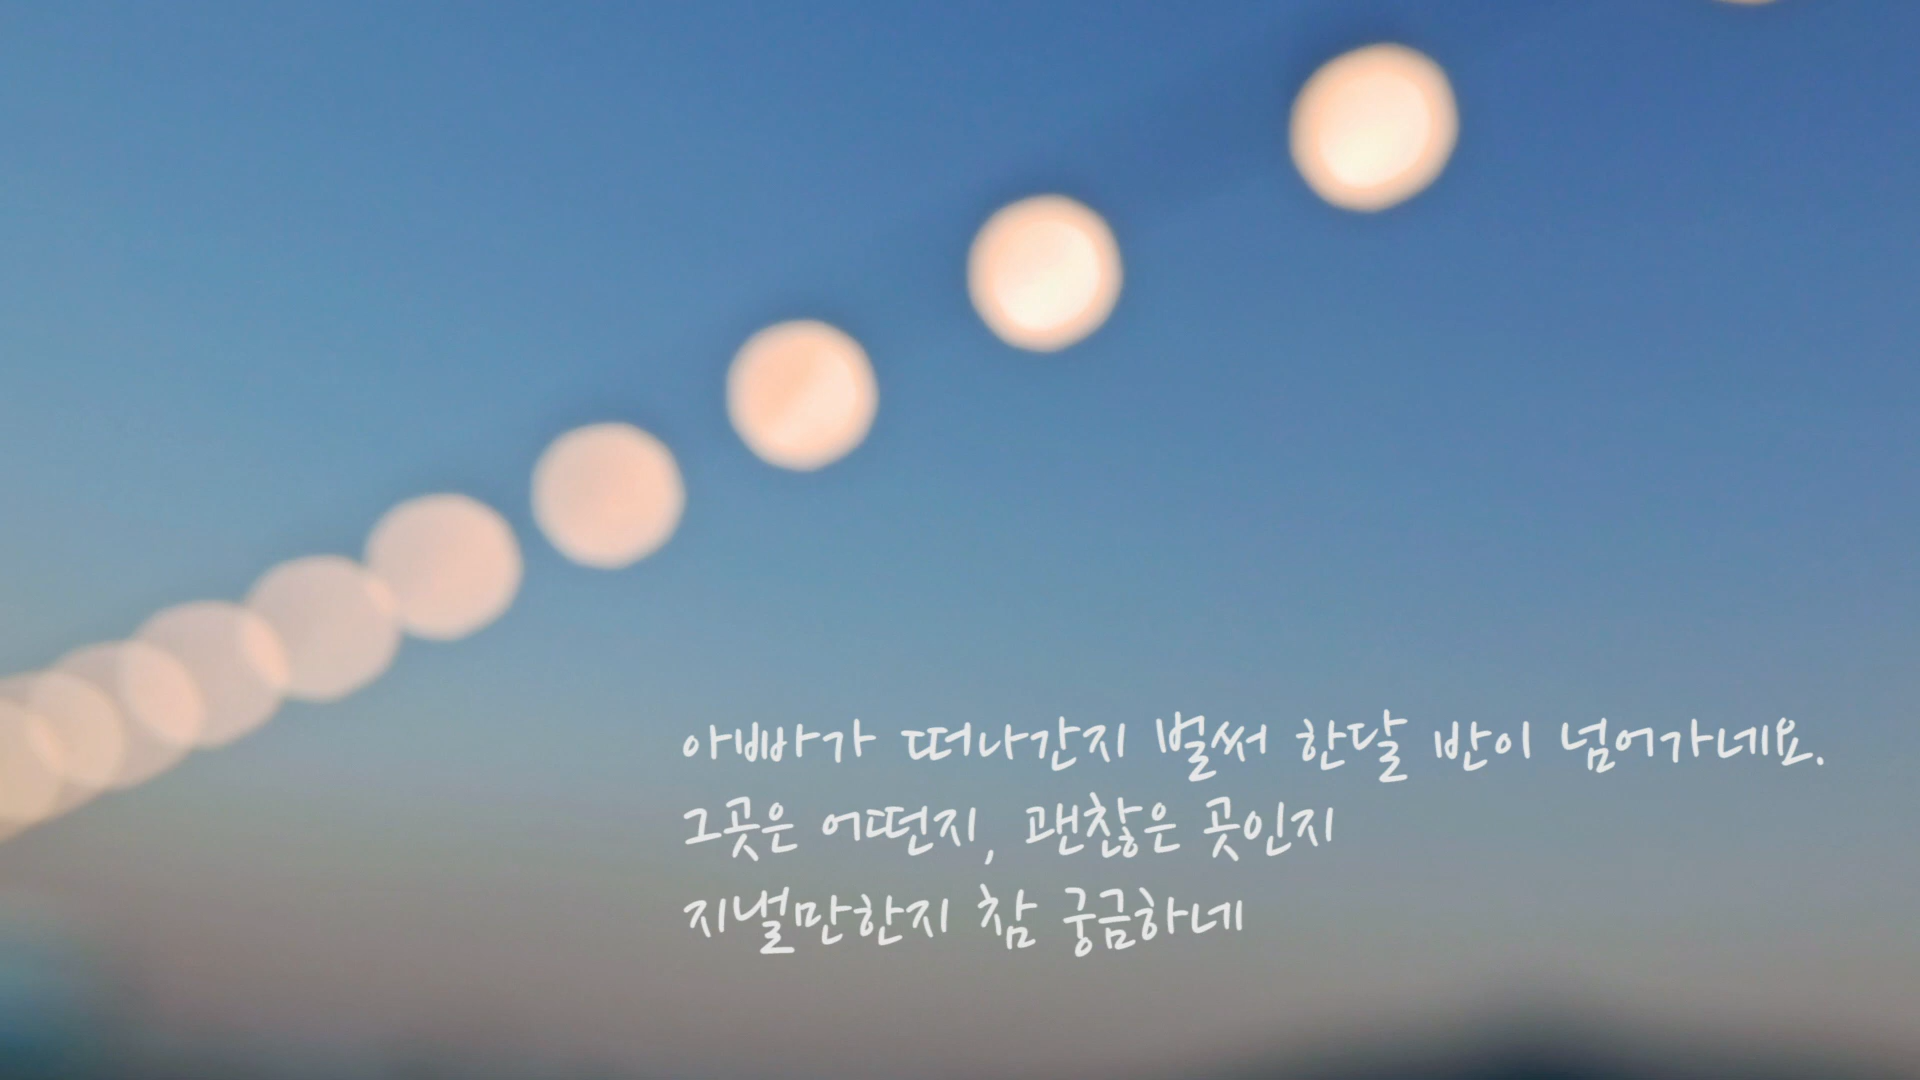 아빠가 떠나간지 벌써 한달 반이 넘어가네요.
그곳은 어떤지, 괜찮은 곳인지
지낼만한지 참 궁금하네